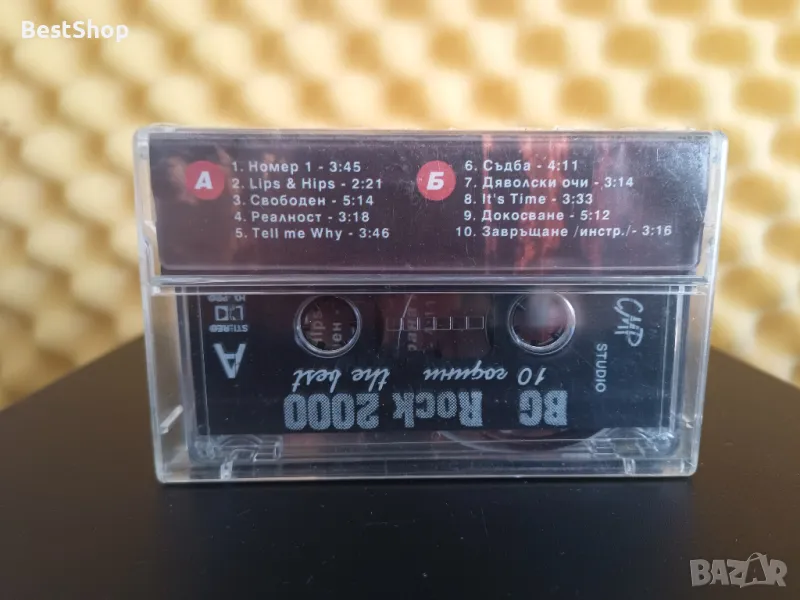 BestShop
А
1. Номер 1 - 3:45
2. Lips & Hips - 2:21
3. Свободен - 5:14
4. Реалност - 3:18
5. Tell me Why - 3:46
Б
6. Съдба - 4:11
7. Дяволски очи - 3:14
8. It's Time - 3:33
9. Докосване - 5:12
10. Завръщане /инстр./- 3:16
BG Rock 2000
10 години the best
A
STEREO
STUDIO
BAZAR